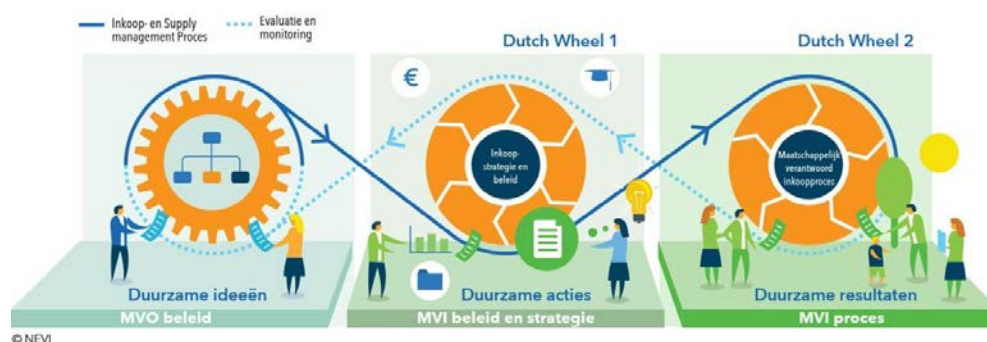 Inkoop- en Supply
management Proces
Evaluatie en
monitoring
Dutch Wheel 1
Dutch Wheel 2
€
Inkoop-
strategie en
beleid
Maatschappelijk
verantwoord
inkoopproces
Duurzame ideeën
Duurzame acties
Duurzame resultaten
MVO beleid
MVI beleid en strategie
MVI proces
© NEVI